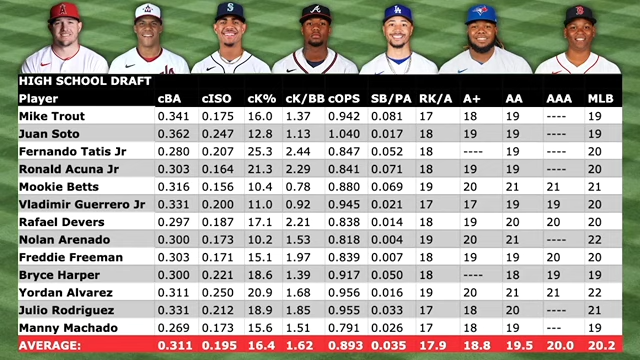 HIGH SCHOOL DRAFT
Player cBA cISO cK% cK/BB cOPS SB/PA RK/A A+ AA AAA MLB
Mike Trout 0.341 0.175 16.0 1.37 0.942 0.081 17 18 19 ---- 19
Juan Soto 0.362 0.247 12.8 1.13 1.040 0.017 18 19 19 ---- 19
Fernando Tatis Jr 0.280 0.207 25.3 2.44 0.847 0.052 18 ---- 19 ---- 20
Ronald Acuna Jr 0.303 0.164 21.3 2.29 0.841 0.071 18 19 19 ---- 20
Mookie Betts 0.316 0.156 10.4 0.78 0.880 0.069 19 20 21 21 21
Vladimir Guerrero Jr 0.331 0.200 11.0 0.92 0.945 0.021 17 17 19 19 20
Rafael Devers 0.297 0.187 17.1 2.21 0.838 0.014 18 19 20 20 20
Nolan Arenado 0.300 0.173 10.2 1.53 0.818 0.004 19 20 21 ---- 22
Freddie Freeman 0.303 0.171 15.1 1.97 0.839 0.007 18 19 19 20 20
Bryce Harper 0.300 0.221 18.6 1.39 0.917 0.050 18 ---- 18 19 19
Yordan Alvarez 0.311 0.250 20.9 1.68 0.956 0.016 19 20 21 21 22
Julio Rodriguez 0.331 0.212 18.9 1.85 0.955 0.033 17 18 20 ---- 21
Manny Machado 0.269 0.173 15.6 1.51 0.791 0.026 17 18 19 ---- 19
AVERAGE: 0.311 0.195 16.4 1.62 0.893 0.035 17.9 18.8 19.5 20.0 20.2